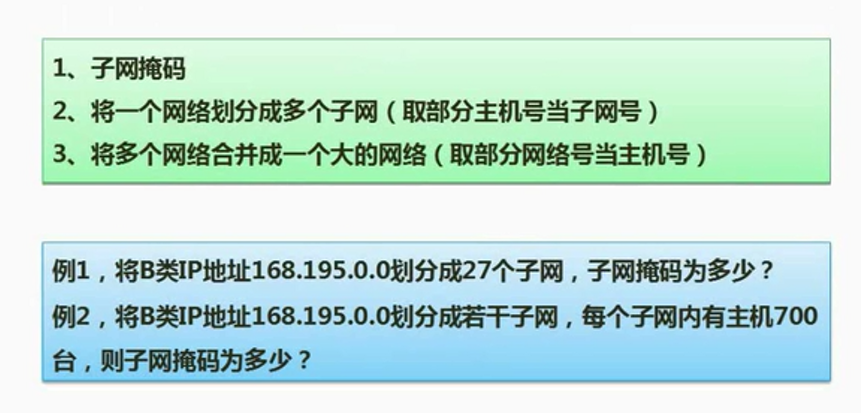 1、子网掩码
2、将一个网络划分成多个子网（取部分主机号当子网号）
3、将多个网络合并成一个大的网络（取部分网络号当主机号）
例1，将B类IP地址168.195.0.0划分成27个子网，子网掩码为多少？
例2，将B类IP地址168.195.0.0划分成若干子网，每个子网内有主机700
台，则子网掩码为多少？